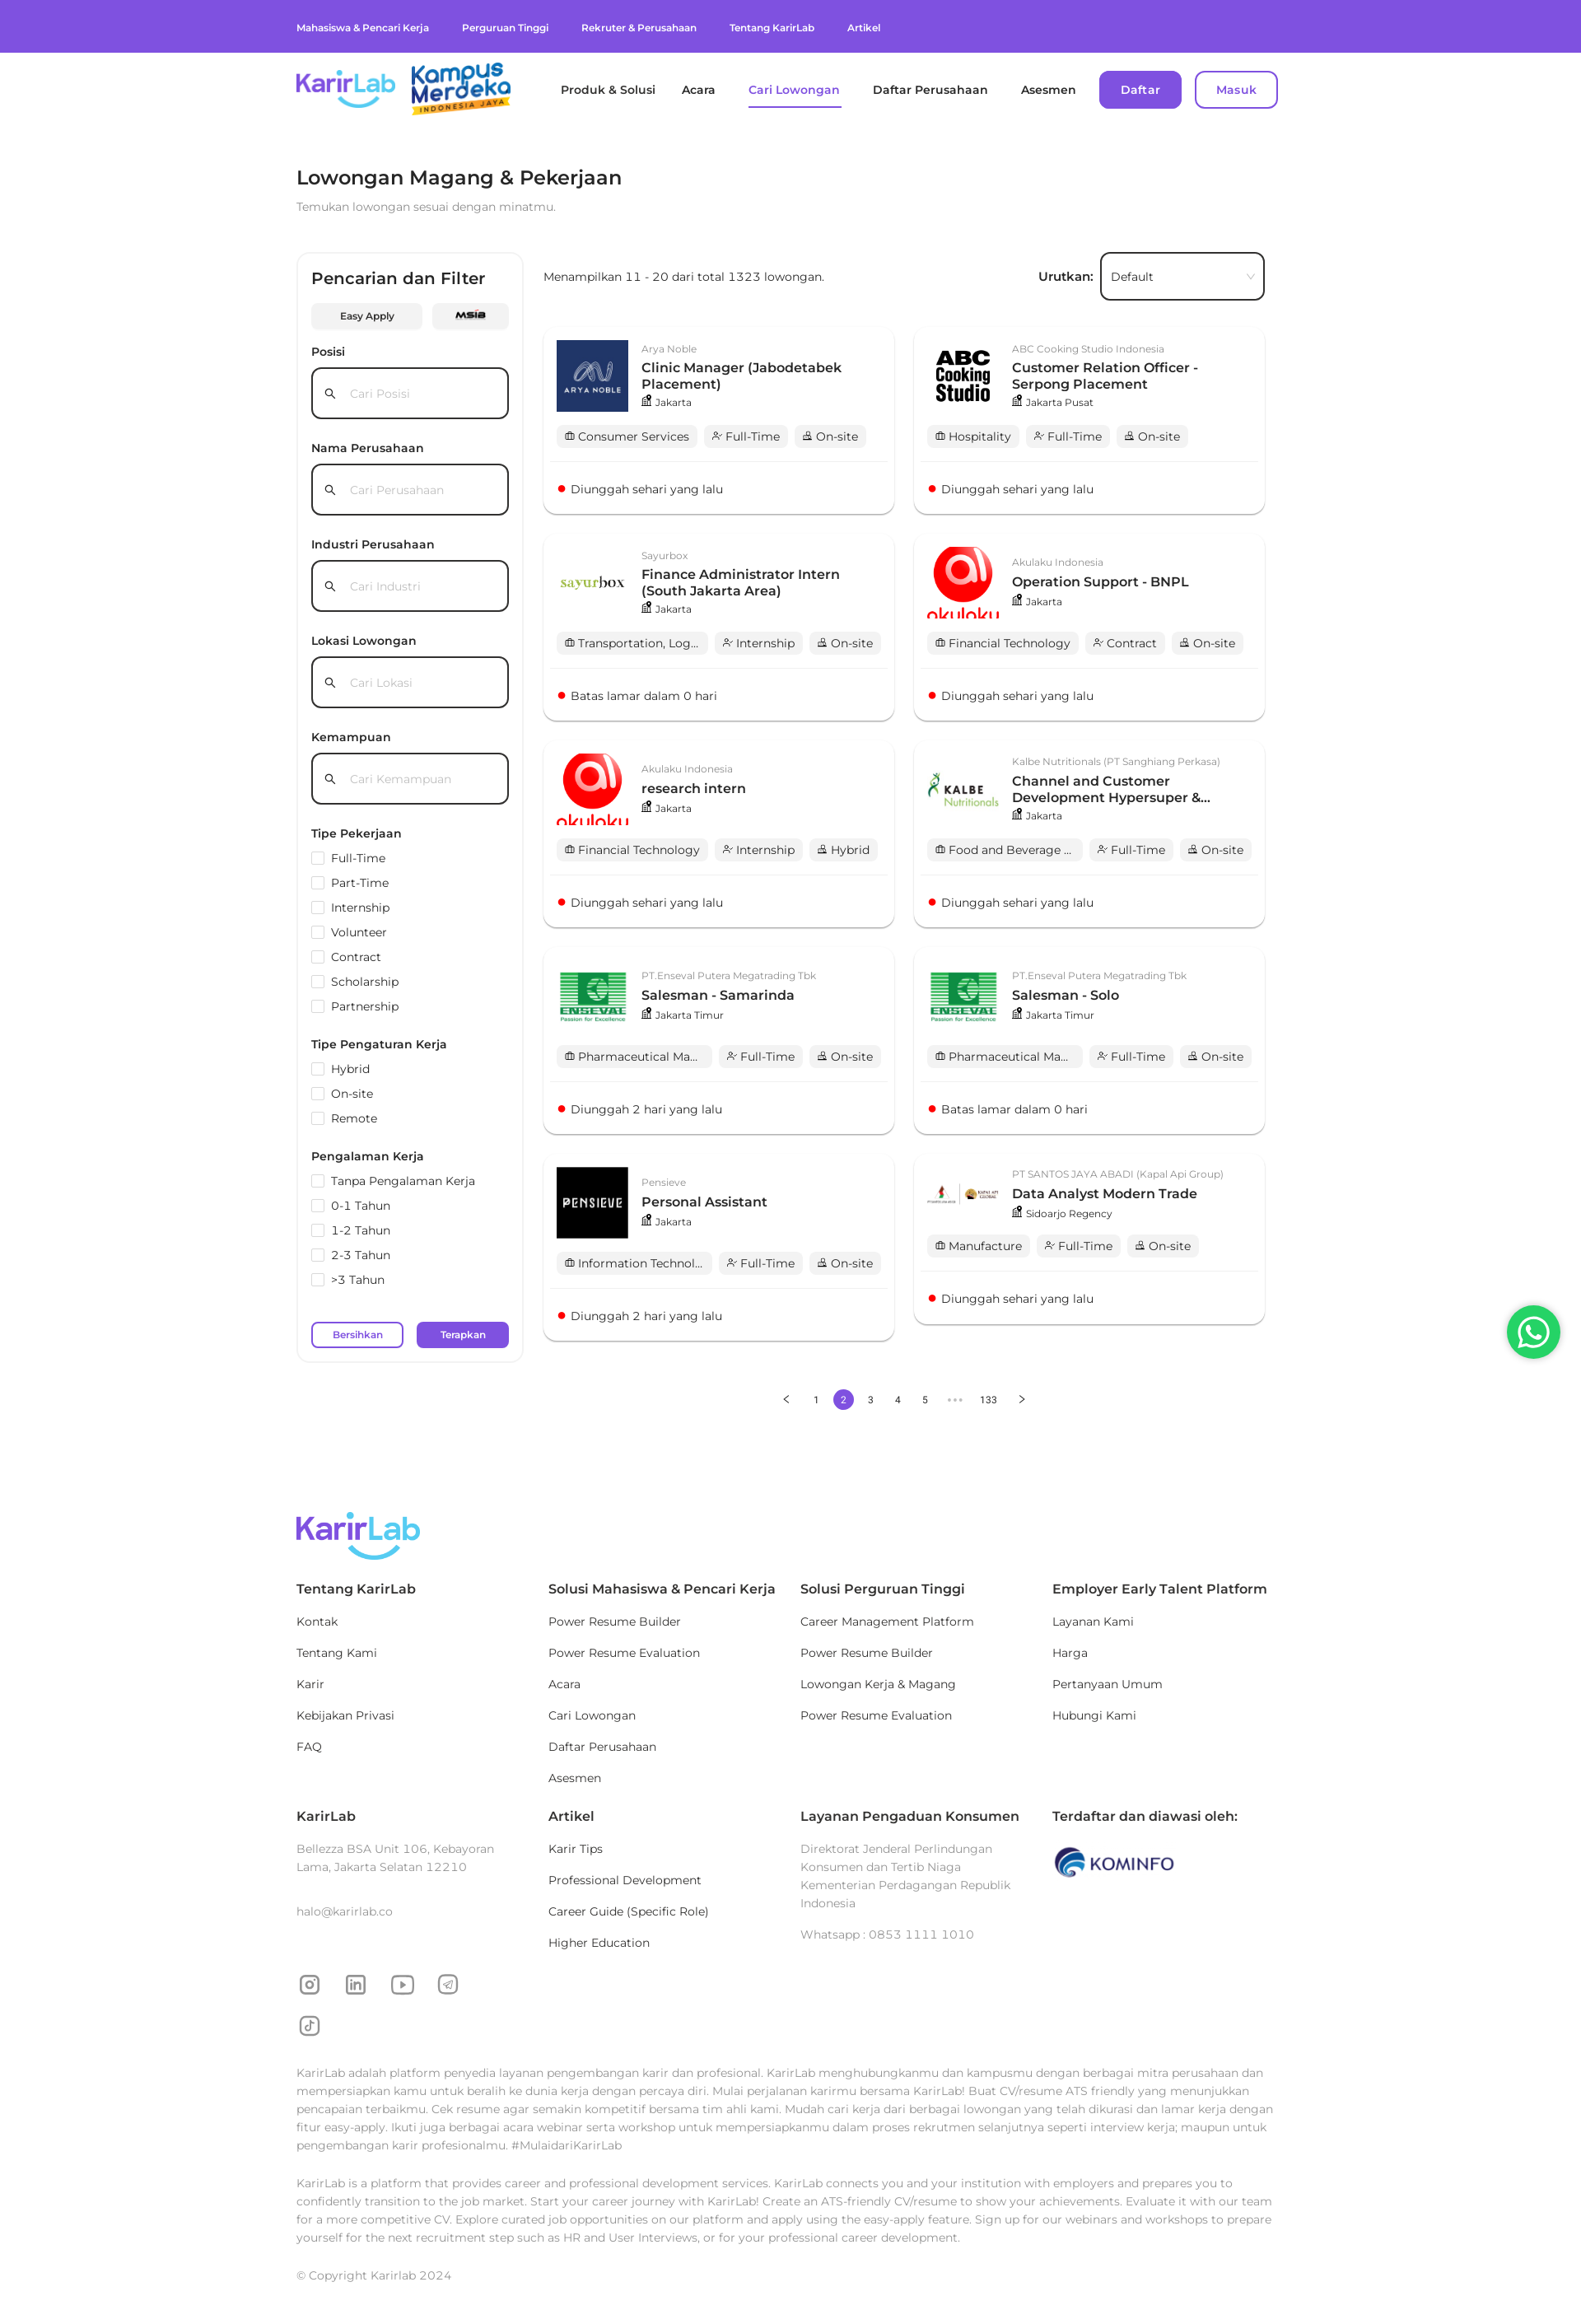 Mahasiswa & Pencari Kerja
Perguruan Tinggi
Rekruter & Perusahaan
Tentang KarirLab
Artikel
KarirLab
Kampus
Merdeka
INDONESIA JAYA
Produk & Solusi
Acara
Cari Lowongan
Daftar Perusahaan
Asesmen
Daftar
Masuk
Lowongan Magang & Pekerjaan
Temukan lowongan sesuai dengan minatmu.
Pencarian dan Filter
Easy Apply
MSIB
Posisi
Cari Posisi
Nama Perusahaan
Cari Perusahaan
Industri Perusahaan
Cari Industri
Lokasi Lowongan
Cari Lokasi
Kemampuan
Cari Kemampuan
Tipe Pekerjaan
Full-Time
Part-Time
Internship
Volunteer
Contract
Scholarship
Partnership
Tipe Pengaturan Kerja
Hybrid
On-site
Remote
Pengalaman Kerja
Tanpa Pengalaman Kerja
0-1 Tahun
1-2 Tahun
2-3 Tahun
>3 Tahun
Bersihkan
Terapkan
Menampilkan 11 - 20 dari total 1323 lowongan.
Urutkan:
Default
ARYA NOBLE
Arya Noble
Clinic Manager (Jabodetabek
Placement)
Jakarta
Consumer Services
Full-Time
On-site
Diunggah sehari yang lalu
ABC
Cooking
Studio
ABC Cooking Studio Indonesia
Customer Relation Officer -
Serpong Placement
Jakarta Pusat
Hospitality
Full-Time
On-site
Diunggah sehari yang lalu
sayurbox
Sayurbox
Finance Administrator Intern
(South Jakarta Area)
Jakarta
Transportation, Log...
Internship
On-site
Batas lamar dalam 0 hari
akulaku
Akulaku Indonesia
Operation Support - BNPL
Jakarta
Financial Technology
Contract
On-site
Diunggah sehari yang lalu
akulaku
Akulaku Indonesia
research intern
Jakarta
Financial Technology
Internship
Hybrid
Diunggah sehari yang lalu
KALBE
Nutritionals
Kalbe Nutritionals (PT Sanghiang Perkasa)
Channel and Customer
Development Hypersuper &...
Jakarta
Food and Beverage ...
Full-Time
On-site
Diunggah sehari yang lalu
ENSEVAL
Passion for Excellence
PT.Enseval Putera Megatrading Tbk
Salesman - Samarinda
Jakarta Timur
Pharmaceutical Ma...
Full-Time
On-site
Diunggah 2 hari yang lalu
ENSEVAL
Passion for Excellence
PT.Enseval Putera Megatrading Tbk
Salesman - Solo
Jakarta Timur
Pharmaceutical Ma...
Full-Time
On-site
Batas lamar dalam 0 hari
PENSIEVE
Pensieve
Personal Assistant
Jakarta
Information Technol...
Full-Time
On-site
Diunggah 2 hari yang lalu
KAPAL API
GLOBAL
PT SANTOS JAYA ABADI (Kapal Api Group)
Data Analyst Modern Trade
Sidoarjo Regency
Manufacture
Full-Time
On-site
Diunggah sehari yang lalu
1
2
3
4
5
•••
133
KarirLab
Tentang KarirLab
Kontak
Tentang Kami
Karir
Kebijakan Privasi
FAQ
Solusi Mahasiswa & Pencari Kerja
Power Resume Builder
Power Resume Evaluation
Acara
Cari Lowongan
Daftar Perusahaan
Asesmen
Solusi Perguruan Tinggi
Career Management Platform
Power Resume Builder
Lowongan Kerja & Magang
Power Resume Evaluation
Employer Early Talent Platform
Layanan Kami
Harga
Pertanyaan Umum
Hubungi Kami
KarirLab
Bellezza BSA Unit 106, Kebayoran
Lama, Jakarta Selatan 12210
halo@karirlab.co
Artikel
Karir Tips
Professional Development
Career Guide (Specific Role)
Higher Education
Layanan Pengaduan Konsumen
Direktorat Jenderal Perlindungan
Konsumen dan Tertib Niaga
Kementerian Perdagangan Republik
Indonesia
Whatsapp : 0853 1111 1010
Terdaftar dan diawasi oleh:
KOMINFO
KarirLab adalah platform penyedia layanan pengembangan karir dan profesional. KarirLab menghubungkanmu dan kampusmu dengan berbagai mitra perusahaan dan
mempersiapkan kamu untuk beralih ke dunia kerja dengan percaya diri. Mulai perjalanan karirmu bersama KarirLab! Buat CV/resume ATS friendly yang menunjukkan
pencapaian terbaikmu. Cek resume agar semakin kompetitif bersama tim ahli kami. Mudah cari kerja dari berbagai lowongan yang telah dikurasi dan lamar kerja dengan
fitur easy-apply. Ikuti juga berbagai acara webinar serta workshop untuk mempersiapkanmu dalam proses rekrutmen selanjutnya seperti interview kerja; maupun untuk
pengembangan karir profesionalmu. #MulaidariKarirLab
KarirLab is a platform that provides career and professional development services. KarirLab connects you and your institution with employers and prepares you to
confidently transition to the job market. Start your career journey with KarirLab! Create an ATS-friendly CV/resume to show your achievements. Evaluate it with our team
for a more competitive CV. Explore curated job opportunities on our platform and apply using the easy-apply feature. Sign up for our webinars and workshops to prepare
yourself for the next recruitment step such as HR and User Interviews, or for your professional career development.
© Copyright Karirlab 2024